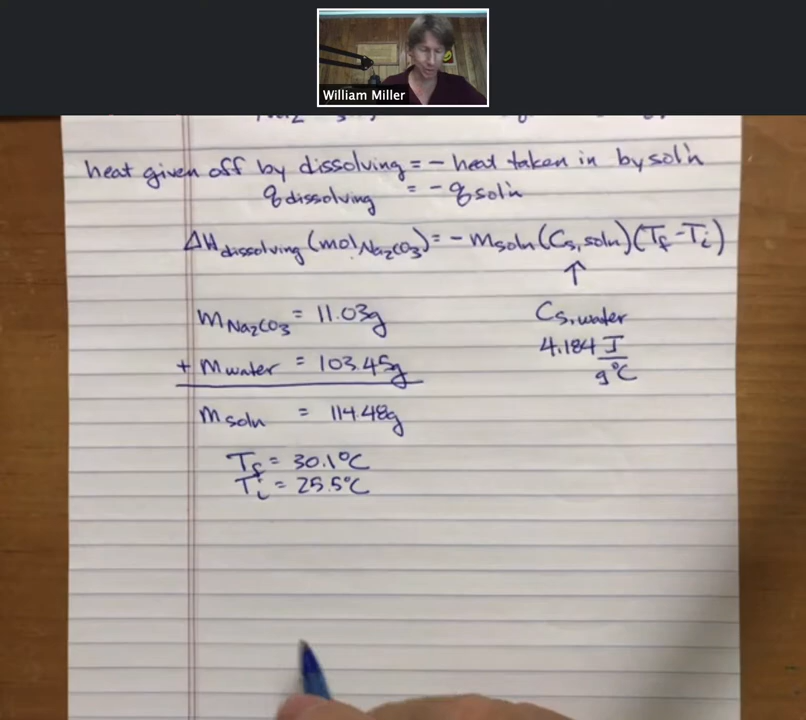 William Miller
heat given off by dissolving = - heat taken in by sol'n
q dissolving = - q sol'n
ΔH dissolving (mol Na2CO3) = - m soln (Cs, soln) (Tf - Ti)
↑
m Na2CO3 = 11.03g
Cs, water
4.184 J
g°C
+ m water = 103.45g
m soln = 114.48g
Tf = 30.1°C
Ti = 25.5°C